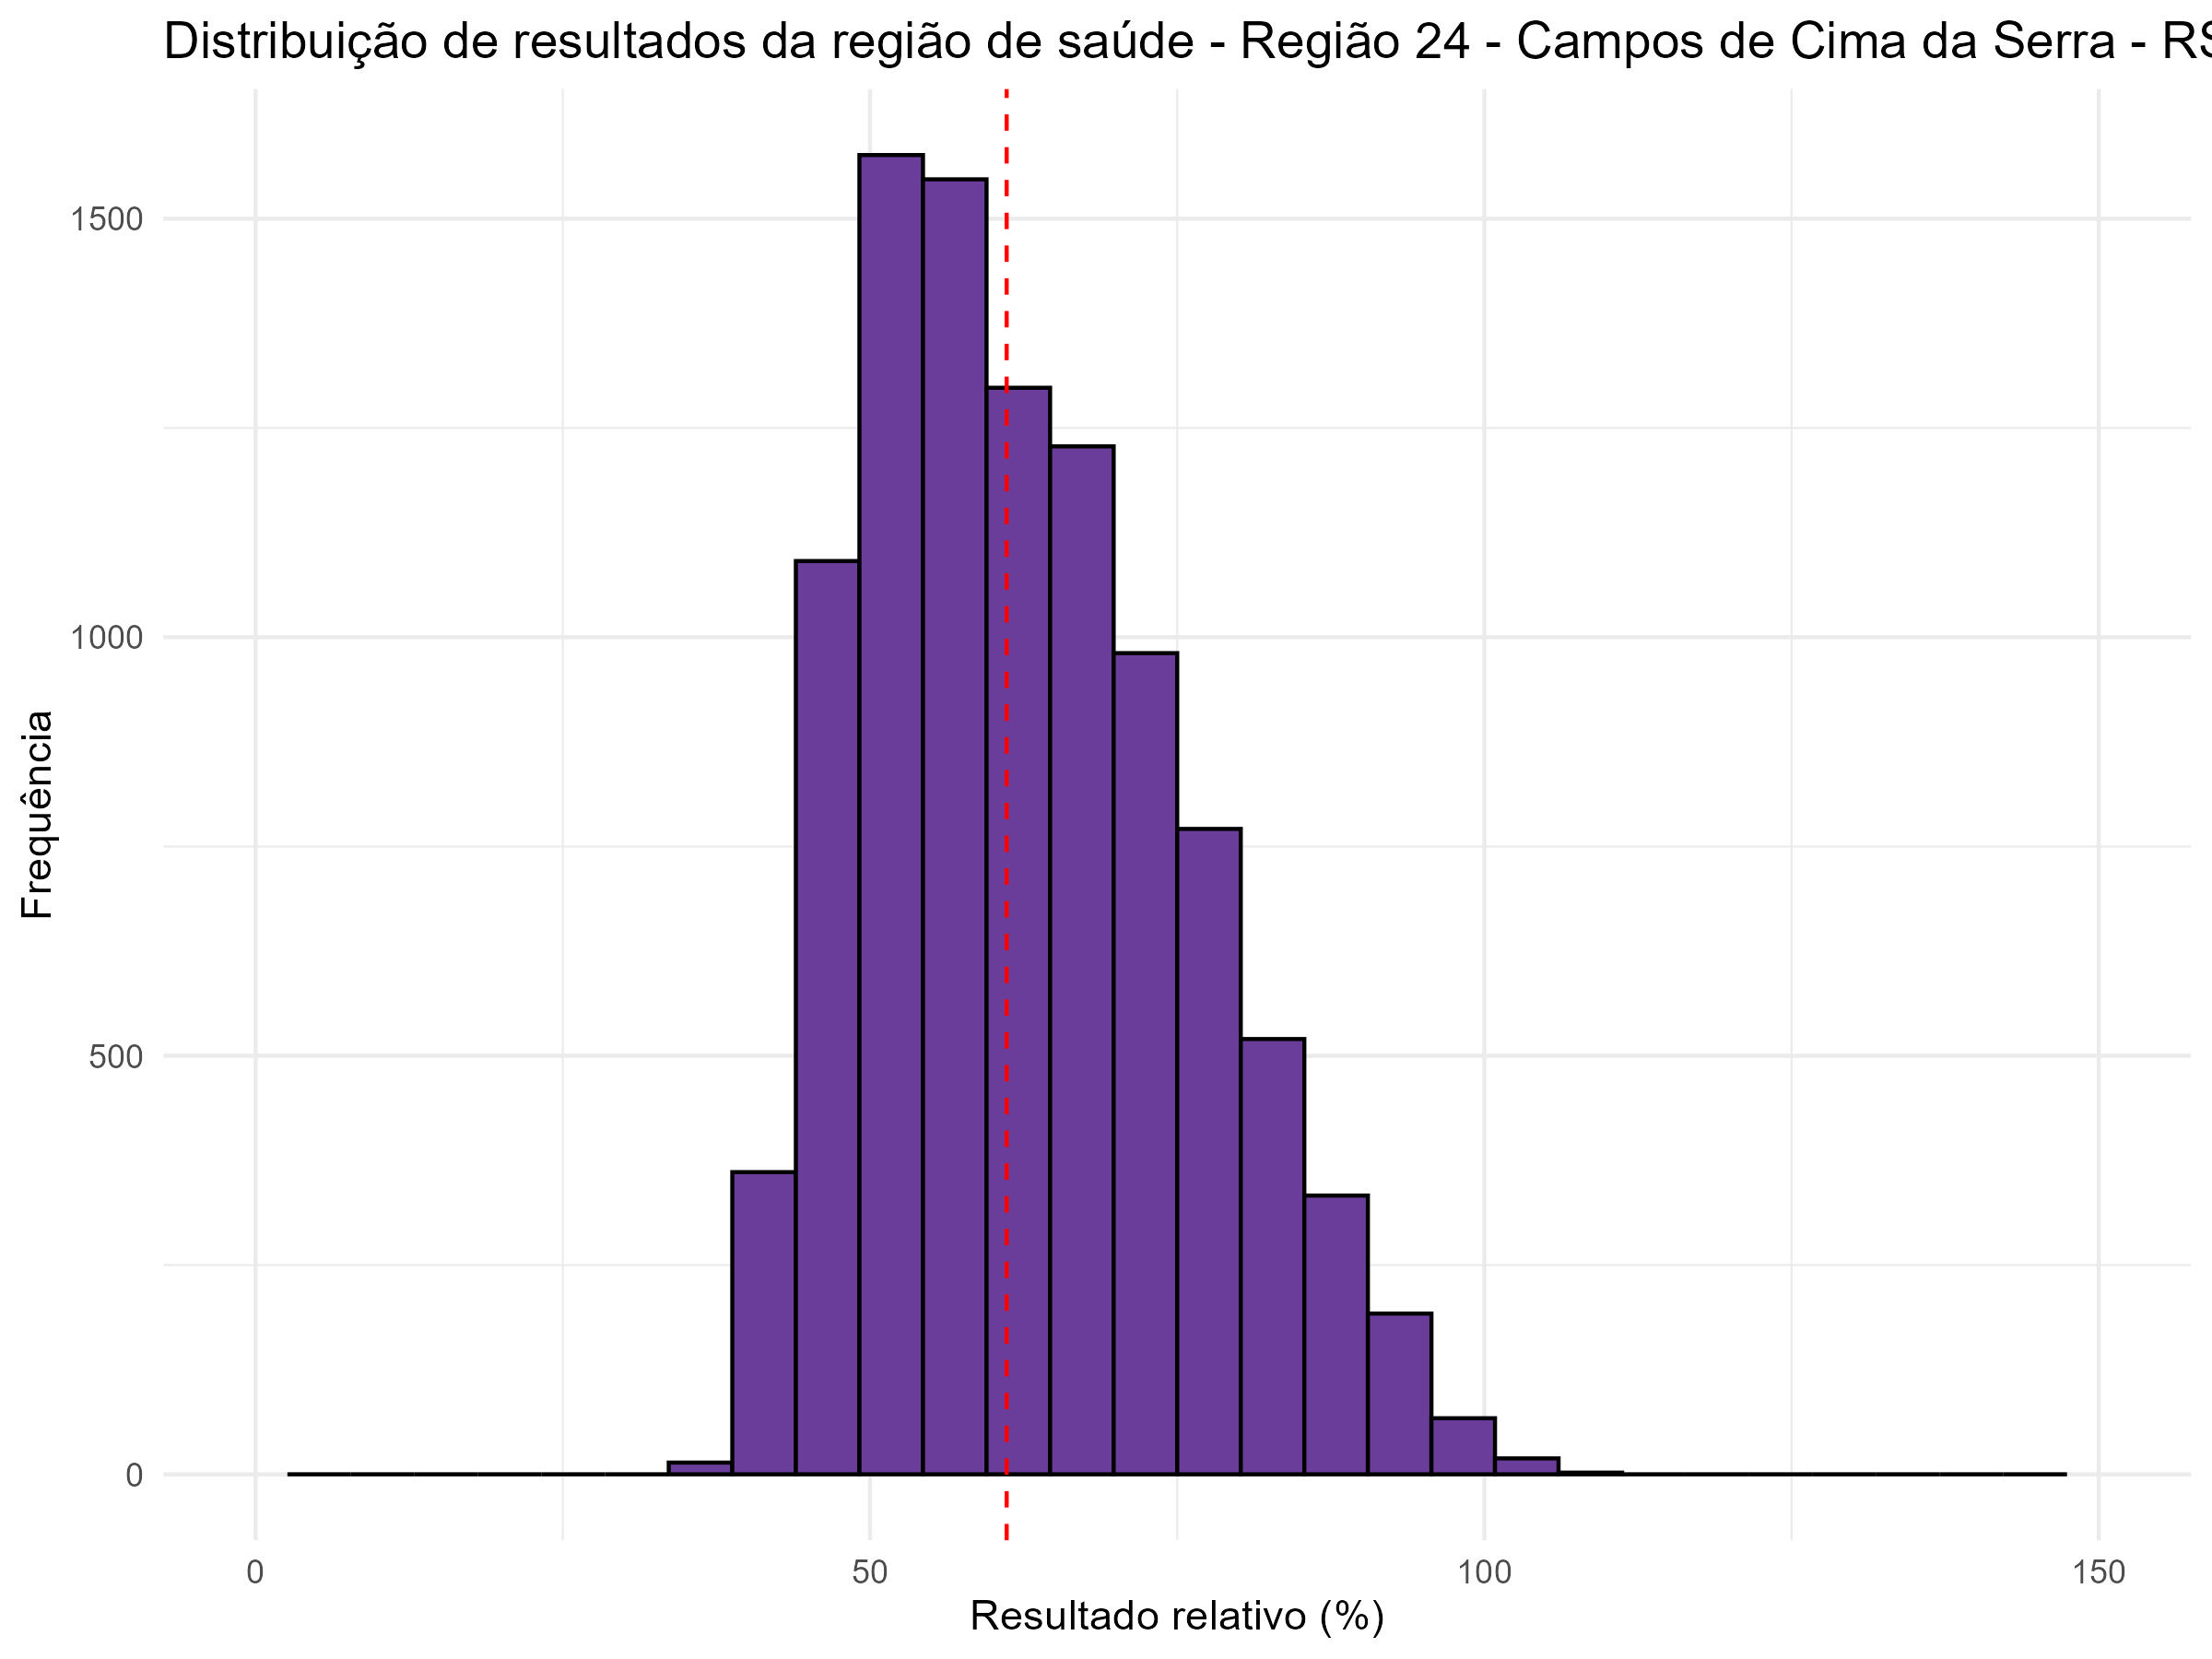 Distribuição de resultados da região de saúde - Região 24 - Campos de Cima da Serra - RS
Frequência
1500
1000
500
0
0 50 100 150
Resultado relativo (%)